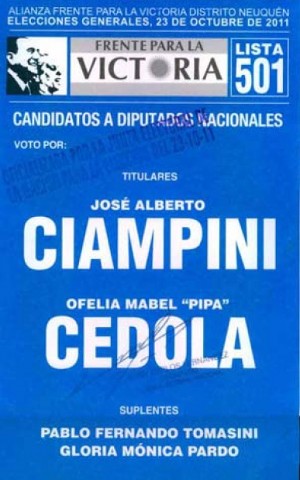 ALIANZA FRENTE PARA LA VICTORIA DISTRITO NEUQUÉN
ELECCIONES GENERALES, 23 DE OCTUBRE DE 2011
FRENTE PARA LA
VICTORIA
LISTA
501
CANDIDATOS A DIPUTADOS NACIONALES
VOTO POR:
TITULARES
JOSÉ ALBERTO
CIAMPINI
OFELIA MABEL "PIPA"
CEDOLA
SUPLENTES
PABLO FERNANDO TOMASINI
GLORIA MÓNICA PARDO